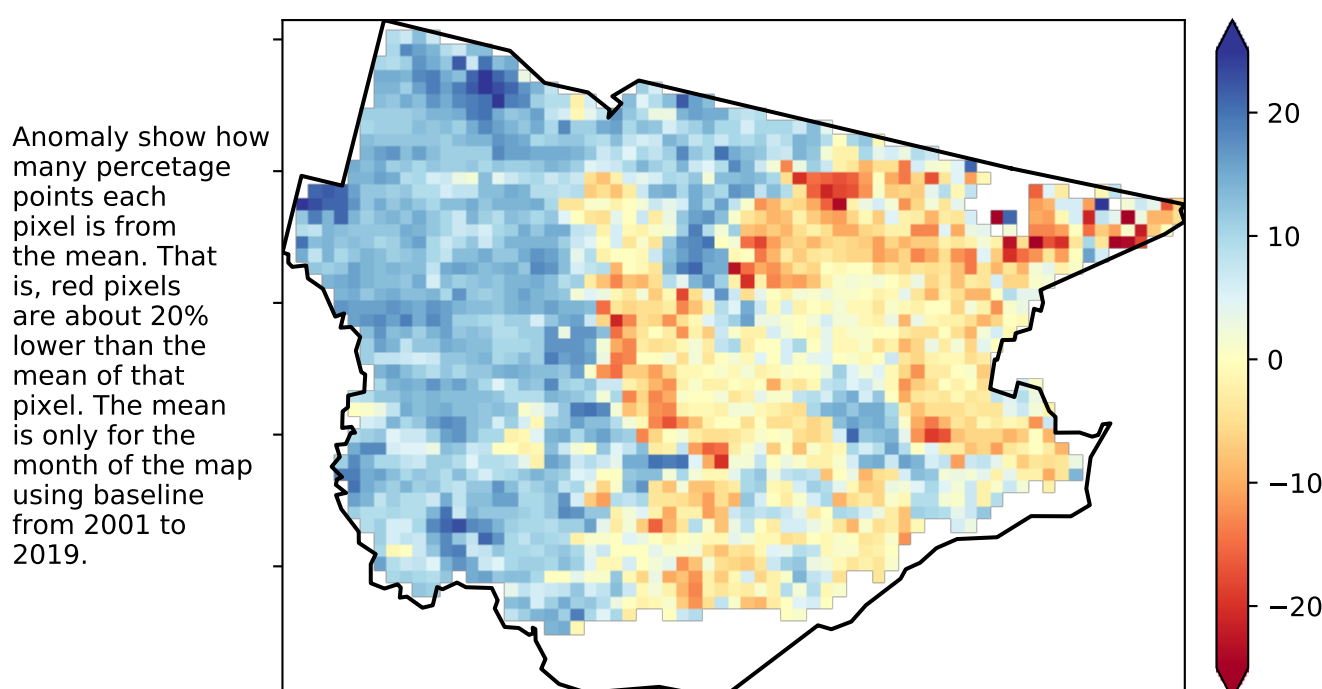 Anomaly show how
many percetage
points each
pixel is from
the mean. That
is, red pixels
are about 20%
lower than the
mean of that
pixel. The mean
is only for the
month of the map
using baseline
from 2001 to
2019.
20
10
0
−10
−20